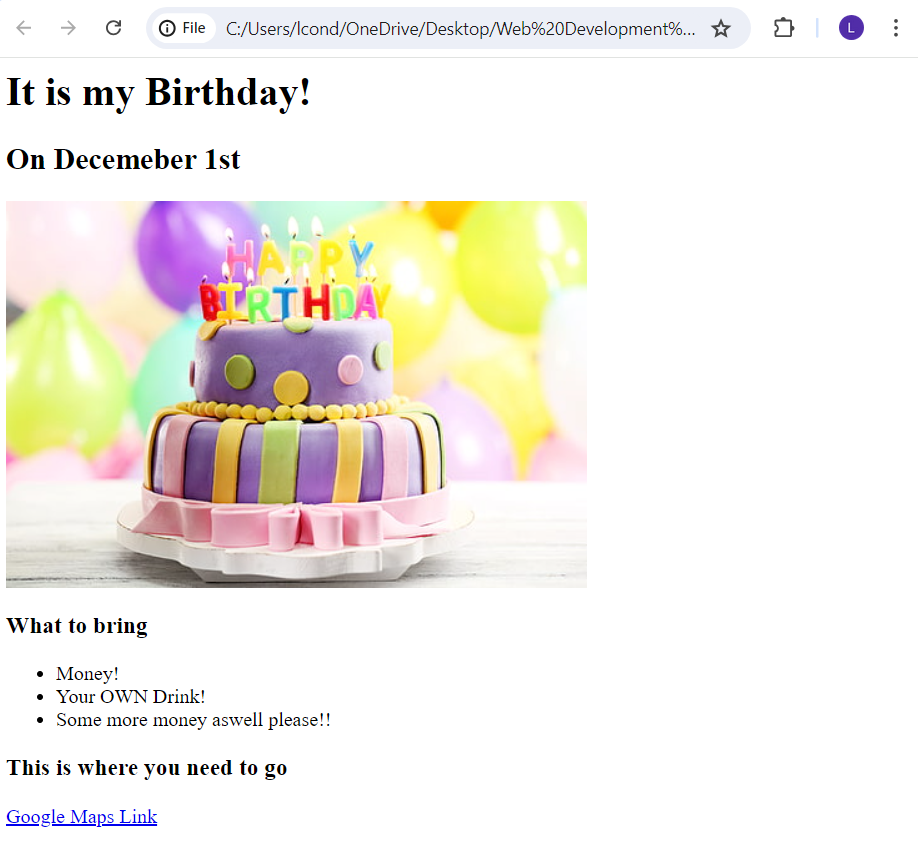 File C:/Users/lcond/OneDrive/Desktop/Web%20Development%... L
It is my Birthday!
On Decemeber 1st
HAPPY
BIRTHDAY
What to bring
Money!
Your OWN Drink!
Some more money aswell please!!
This is where you need to go
Google Maps Link